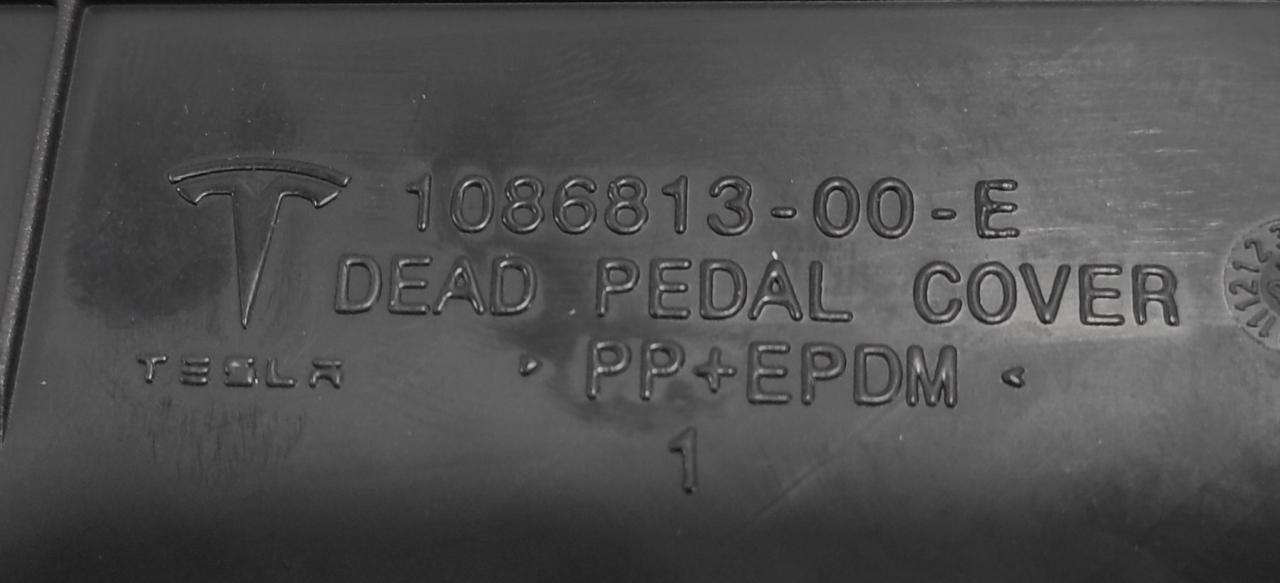 1086813-00-E
DEAD PEDAL COVER
TESLA
>PP+EPDM<
1